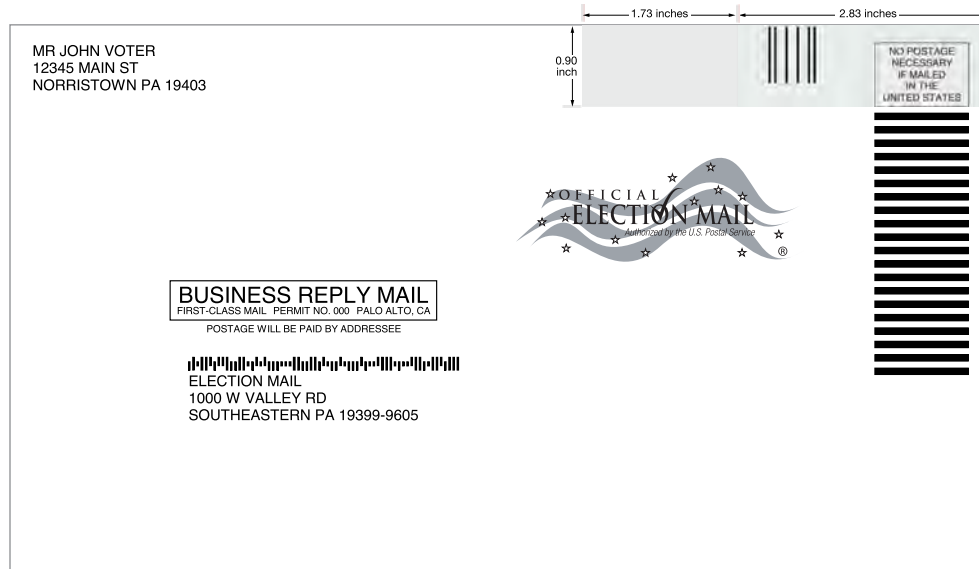 1.73 inches
2.83 inches
0.90
inch
MR JOHN VOTER
12345 MAIN ST
NORRISTOWN PA 19403
NO POSTAGE
NECESSARY
IF MAILED
IN THE
UNITED STATES
OFFICIAL
ELECTION MAIL
Authorized by the U.S. Postal Service
®
BUSINESS REPLY MAIL
FIRST-CLASS MAIL PERMIT NO. 000 PALO ALTO, CA
POSTAGE WILL BE PAID BY ADDRESSEE
ELECTION MAIL
1000 W VALLEY RD
SOUTHEASTERN PA 19399-9605